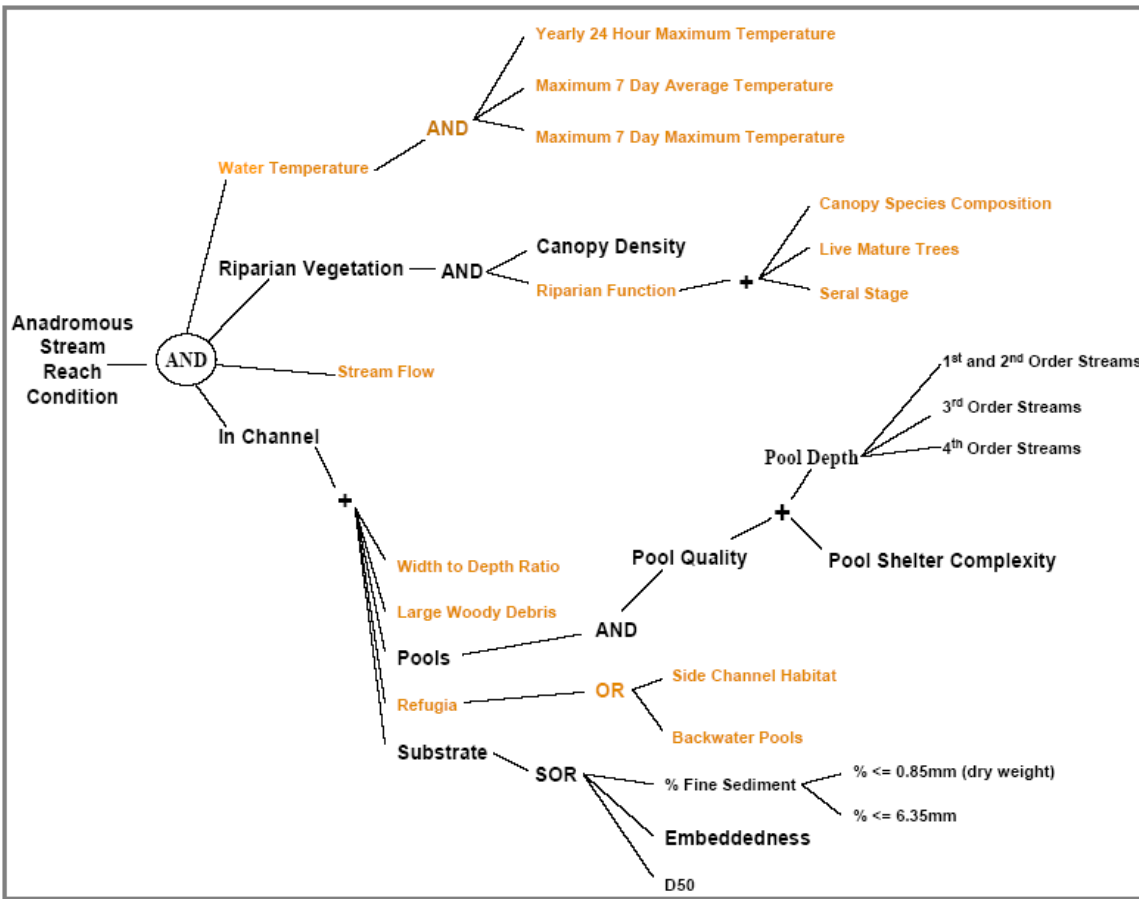 Yearly 24 Hour Maximum Temperature
Maximum 7 Day Average Temperature
AND
Maximum 7 Day Maximum Temperature
Water Temperature
Canopy Species Composition
Canopy Density
Live Mature Trees
Riparian Vegetation
AND
Riparian Function
+
Seral Stage
Anadromous
Stream
Reach
Condition
AND
Stream Flow
1st and 2nd Order Streams
3rd Order Streams
4th Order Streams
Pool Depth
In Channel
+
+
Pool Quality
Pool Shelter Complexity
Width to Depth Ratio
Large Woody Debris
AND
Pools
Side Channel Habitat
OR
Refugia
Backwater Pools
Substrate
SOR
% Fine Sediment
% <= 0.85mm (dry weight)
% <= 6.35mm
Embeddedness
D50